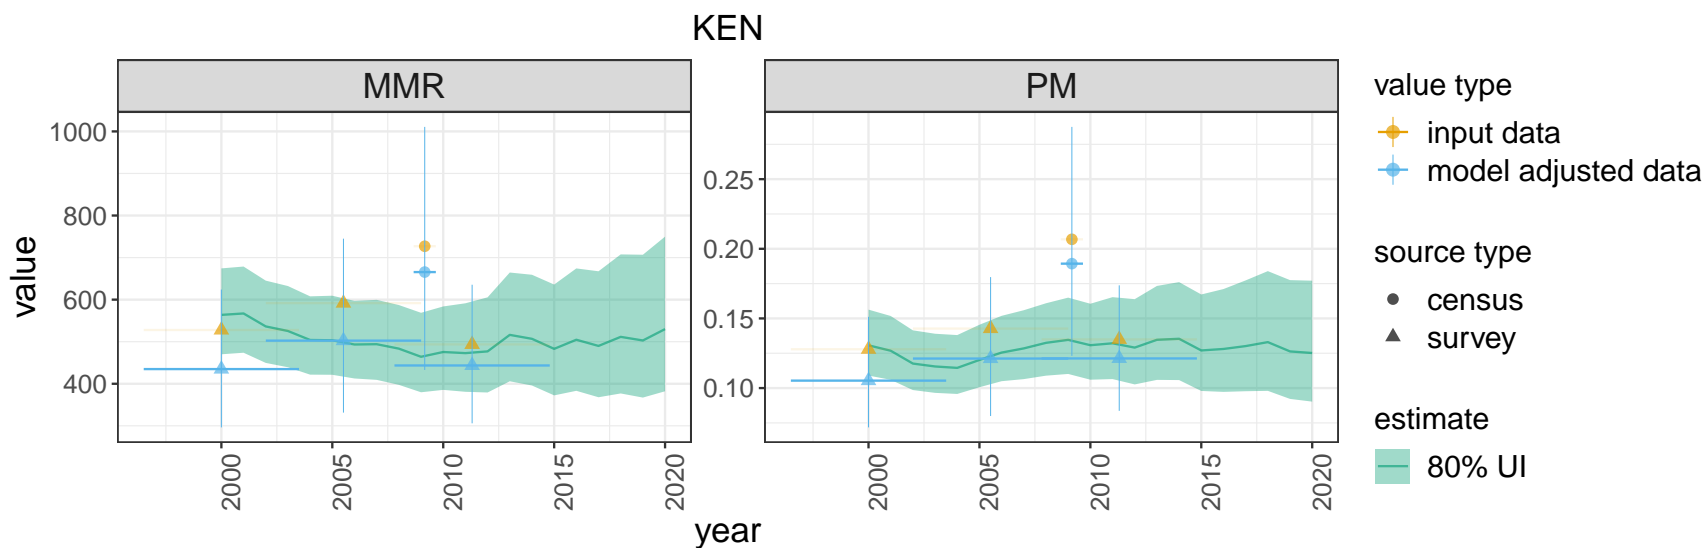 KEN
MMR
PM
value
1000
800
600
400
0.25
0.20
0.15
0.10
2000
2005
2010
2015
2020
2000
2005
2010
2015
2020
year
value type
input data
model adjusted data
source type
census
survey
estimate
80% UI